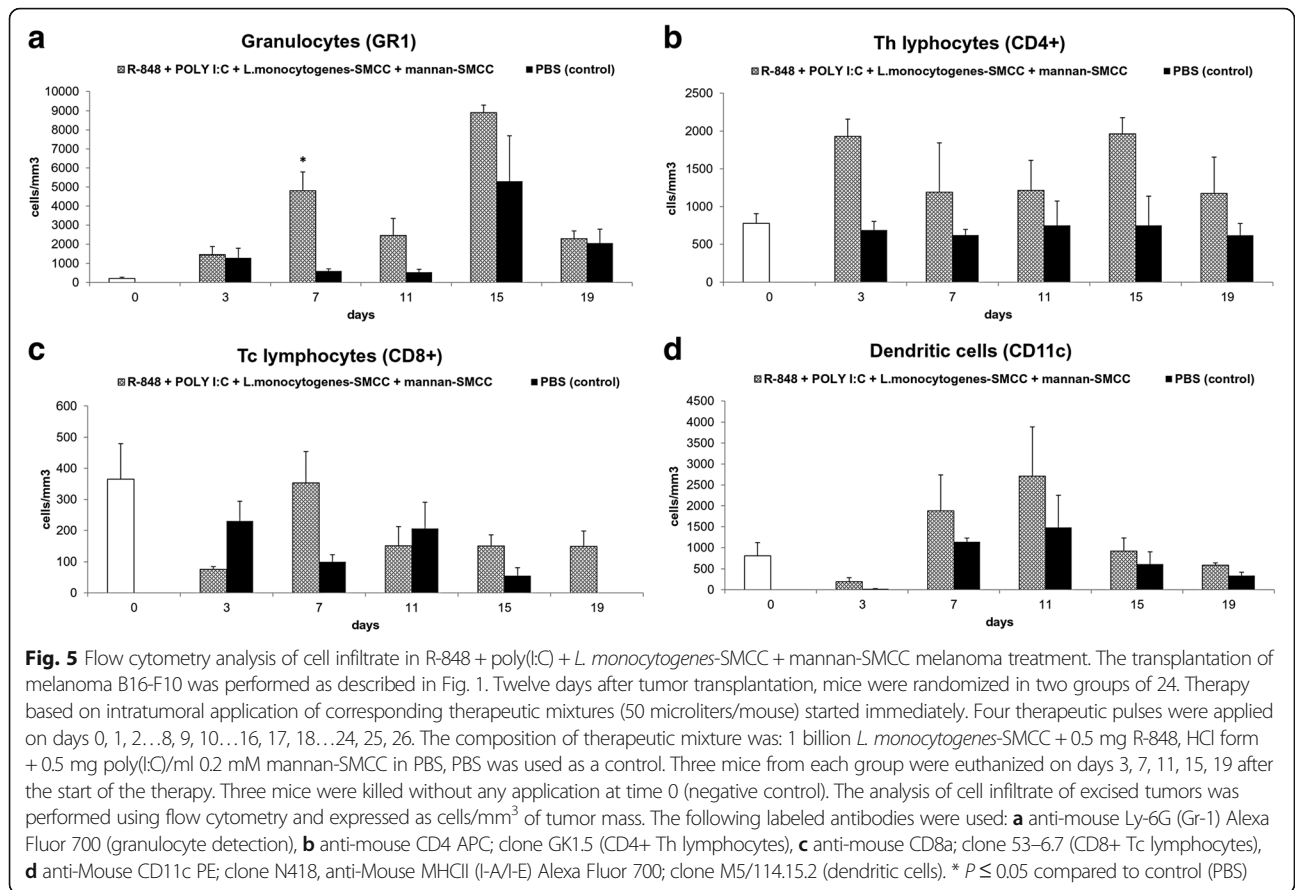 a
Granulocytes (GR1)
R-848 + POLY I:C + L.monocytogenes-SMCC + mannan-SMCC PBS (control)
cells/mm3
10000
9000
8000
7000
6000
5000
4000
3000
2000
1000
0
*
0 3 7 11 15 19
days
b
Th lyphocytes (CD4+)
R-848 + POLY I:C + L.monocytogenes-SMCC + mannan-SMCC PBS (control)
clls/mm3
2500
2000
1500
1000
500
0
0 3 7 11 15 19
days
c
Tc lymphocytes (CD8+)
R-848 + POLY I:C + L.monocytogenes-SMCC + mannan-SMCC PBS (control)
cells/mm3
600
500
400
300
200
100
0
0 3 7 11 15 19
days
d
Dendritic cells (CD11c)
R-848 + POLY I:C + L.monocytogenes-SMCC + mannan-SMCC PBS (control)
cells/mm3
4500
4000
3500
3000
2500
2000
1500
1000
500
0
0 3 7 11 15 19
days
Fig. 5 Flow cytometry analysis of cell infiltrate in R-848 + poly(I:C) + L. monocytogenes-SMCC + mannan-SMCC melanoma treatment. The transplantation of
melanoma B16-F10 was performed as described in Fig. 1. Twelve days after tumor transplantation, mice were randomized in two groups of 24. Therapy
based on intratumoral application of corresponding therapeutic mixtures (50 microliters/mouse) started immediately. Four therapeutic pulses were applied
on days 0, 1, 2…8, 9, 10…16, 17, 18…24, 25, 26. The composition of therapeutic mixture was: 1 billion L. monocytogenes-SMCC + 0.5 mg R-848, HCl form
+ 0.5 mg poly(I:C)/ml 0.2 mM mannan-SMCC in PBS, PBS was used as a control. Three mice from each group were euthanized on days 3, 7, 11, 15, 19 after
the start of the therapy. Three mice were killed without any application at time 0 (negative control). The analysis of cell infiltrate of excised tumors was
performed using flow cytometry and expressed as cells/mm³ of tumor mass. The following labeled antibodies were used: a anti-mouse Ly-6G (Gr-1) Alexa
Fluor 700 (granulocyte detection), b anti-mouse CD4 APC; clone GK1.5 (CD4+ Th lymphocytes), c anti-mouse CD8a; clone 53–6.7 (CD8+ Tc lymphocytes),
d anti-Mouse CD11c PE; clone N418, anti-Mouse MHCII (I-A/I-E) Alexa Fluor 700; clone M5/114.15.2 (dendritic cells). * P ≤ 0.05 compared to control (PBS)